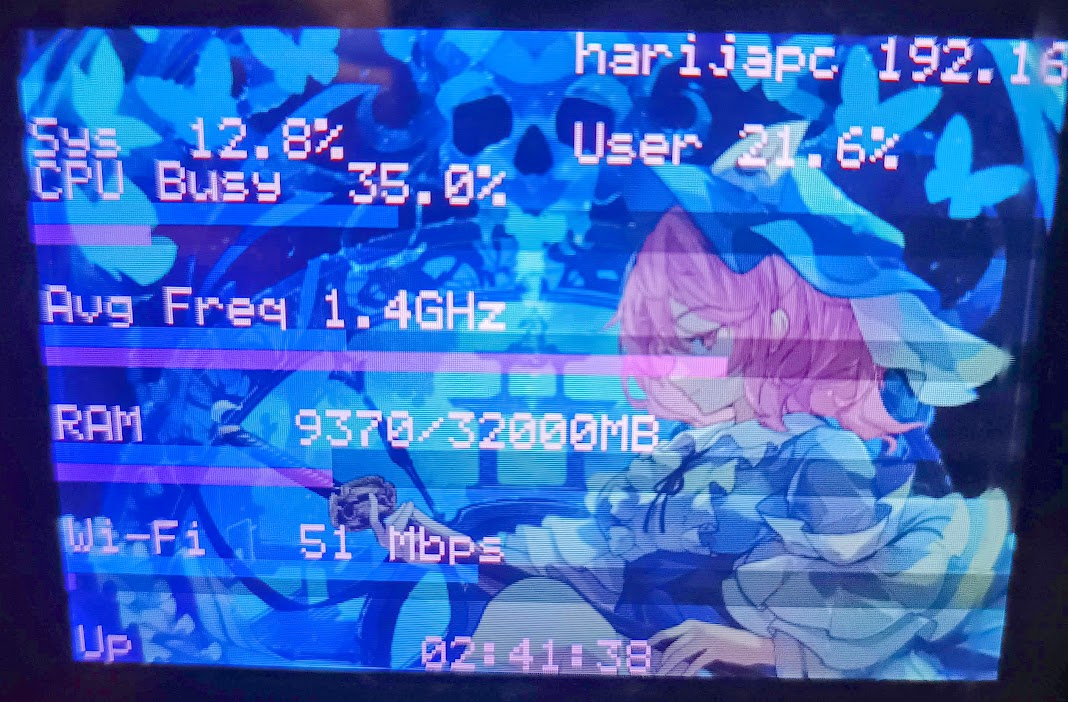 harijapc 192.16
Sys 12.8% User 21.6%
CPU Busy 35.0%
Avg Freq 1.4GHz
RAM 9370/32000MB
Wi-Fi 51 Mbps
Up 02:41:38